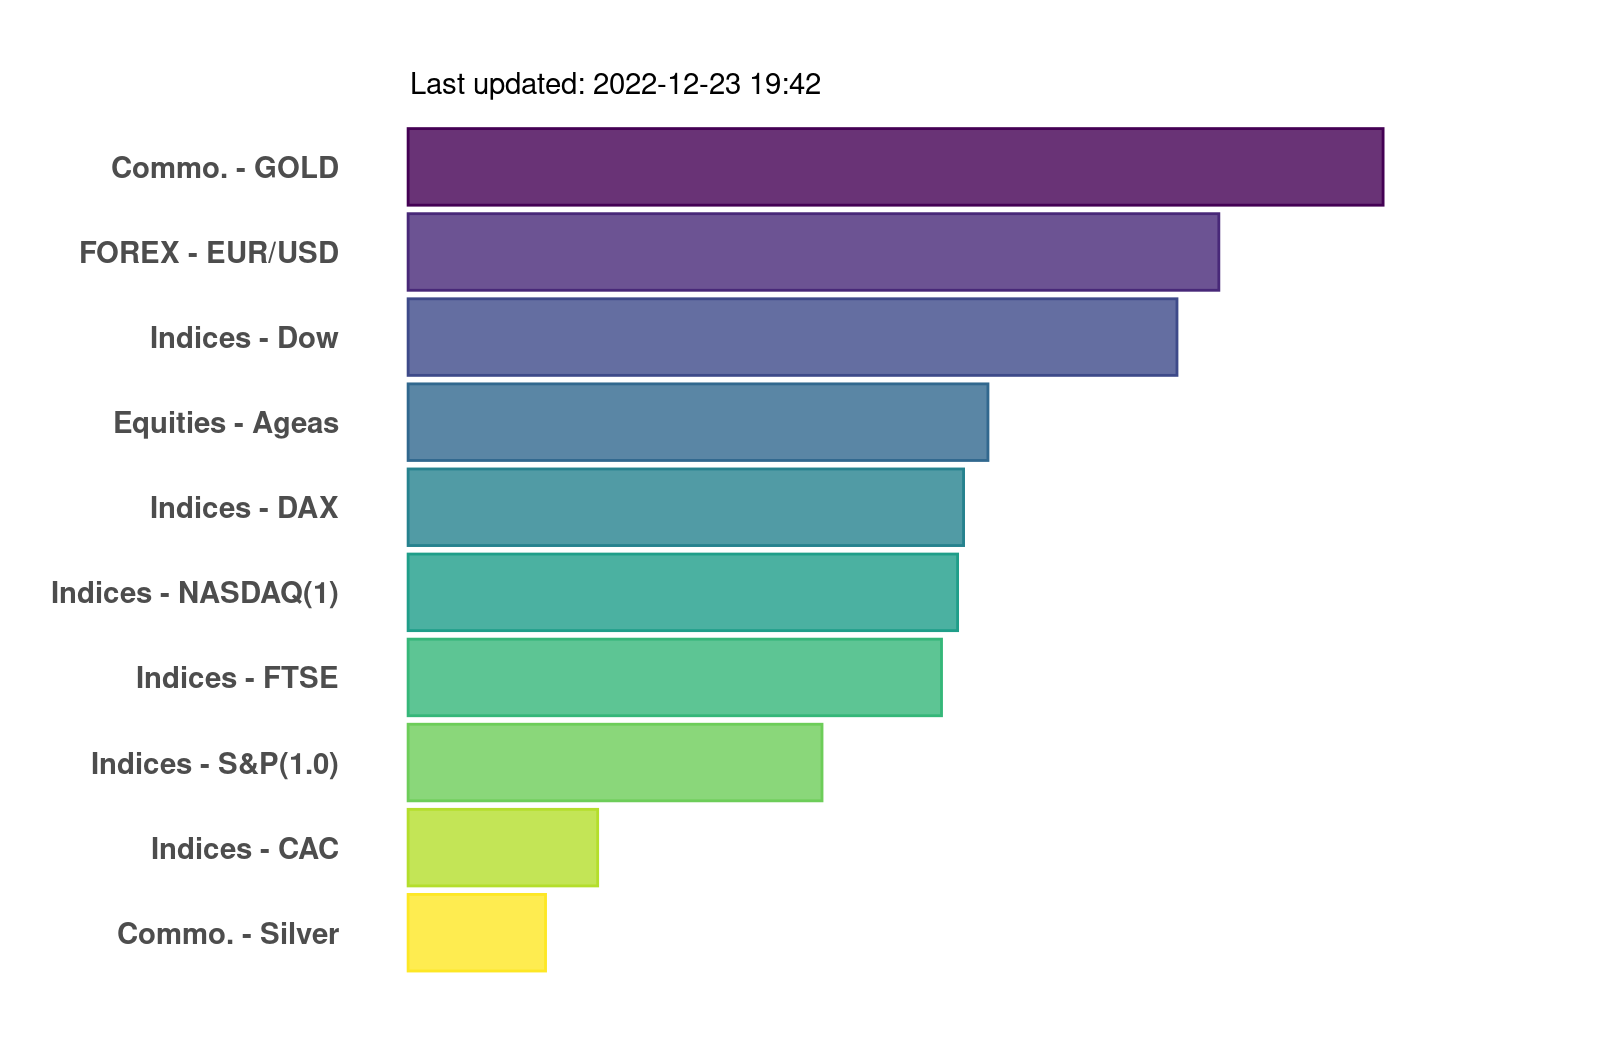 Last updated: 2022-12-23 19:42
Commo. - GOLD
FOREX - EUR/USD
Indices - Dow
Equities - Ageas
Indices - DAX
Indices - NASDAQ(1)
Indices - FTSE
Indices - S&P(1.0)
Indices - CAC
Commo. - Silver